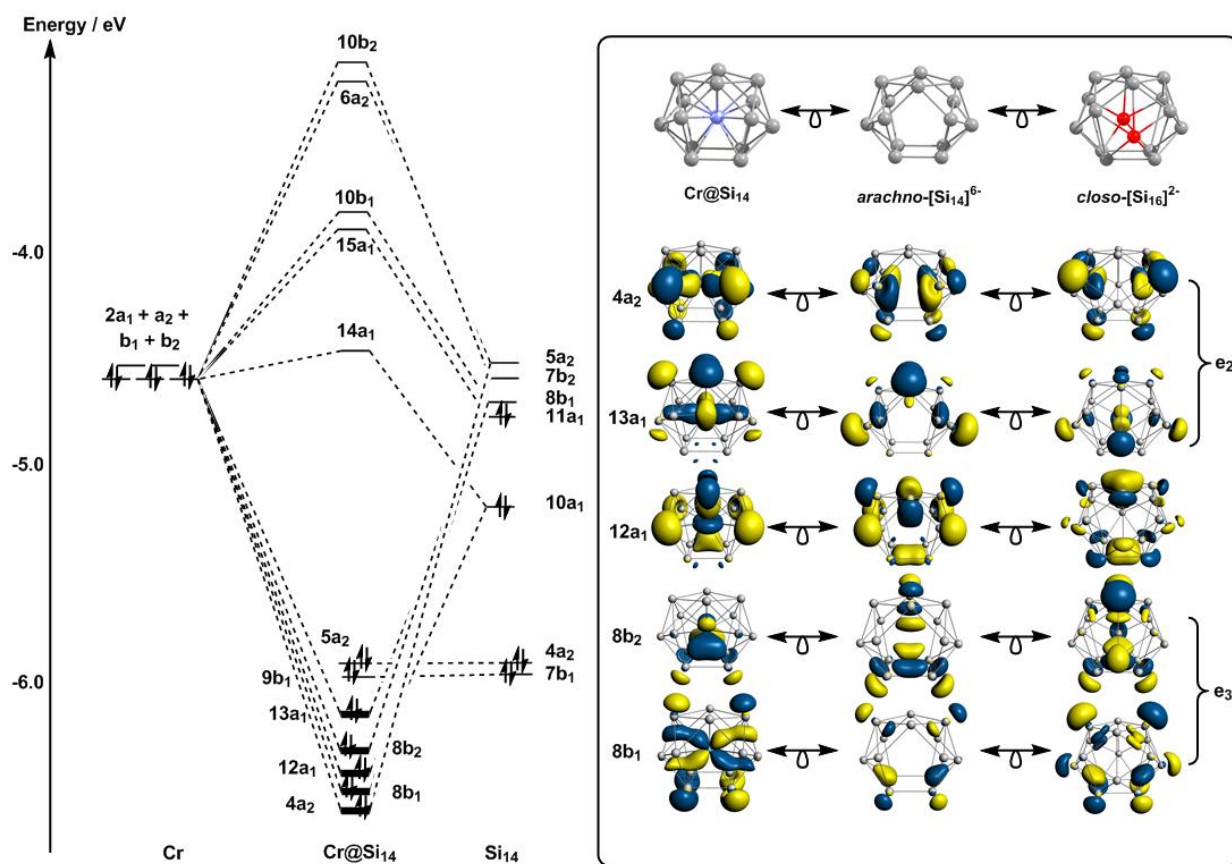 Energy / eV
10b₂
6a₂
10b₁
15a₁
-4.0
2a₁ + a₂ +
b₁ + b₂
14a₁
5a₂
7b₂
8b₁
11a₁
-5.0
10a₁
5a₂
4a₂
9b₁
7b₁
-6.0
13a₁
8b₂
12a₁
8b₁
4a₂
Cr
Cr@Si₁₄
Si₁₄
Cr@Si₁₄
arachno-[Si₁₄]⁶⁻
closo-[Si₁₆]²⁻
4a₂
e₂
13a₁
12a₁
8b₂
e₃
8b₁